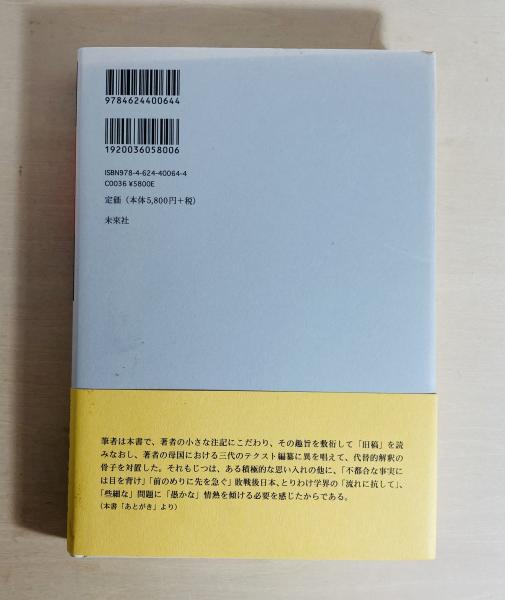 9784624400644
1920036058006
ISBN978-4-624-40064-4
C0036 ¥5800E
定価（本体5,800円＋税）
未來社
筆者は本書で、著者の小さな注記にこだわり、その趣旨を敷衍して「旧稿」を読
みなおし、著者の母国における三代のテクスト編纂に異を唱えて、代替的解釈の
骨子を対置した。それもじつは、ある積極的な思い入れの他に、「不都合な事実に
は目を背け」「前のめりに先を急ぐ」敗戦後日本、とりわけ学界の「流れに抗して」、
「些細な」問題に「愚かな」情熱を傾ける必要を感じたからである。
（本書「あとがき」より）